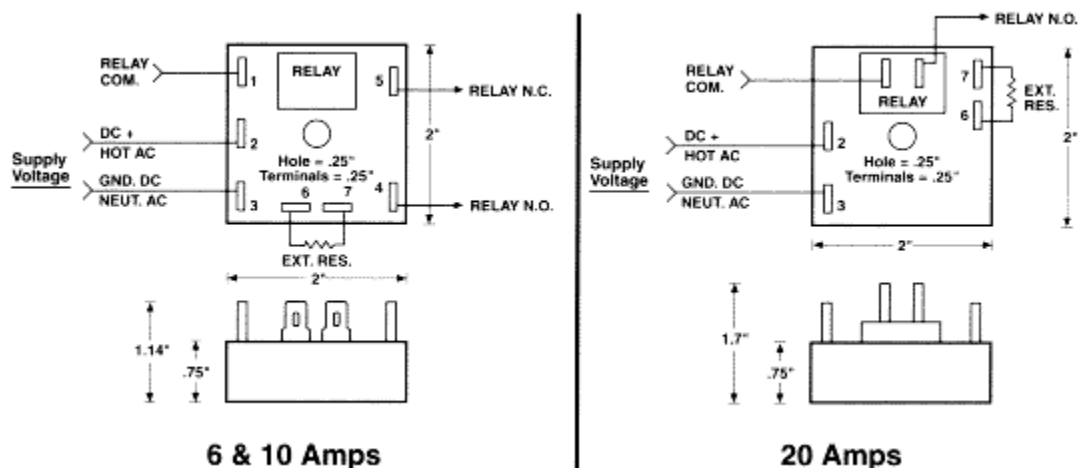 RELAY
COM.
1
RELAY
5
RELAY N.C.
2"
DC +
HOT AC
2
Supply
Voltage
Hole = .25"
Terminals = .25"
GND. DC
NEUT. AC
3
6
7
4
RELAY N.O.
EXT. RES.
2"
1.14"
.75"
6 & 10 Amps
RELAY N.O.
RELAY
COM.
RELAY
7
6
EXT.
RES.
2"
DC +
HOT AC
2
Supply
Voltage
Hole = .25"
Terminals = .25"
GND. DC
NEUT. AC
3
2"
1.7"
.75"
20 Amps